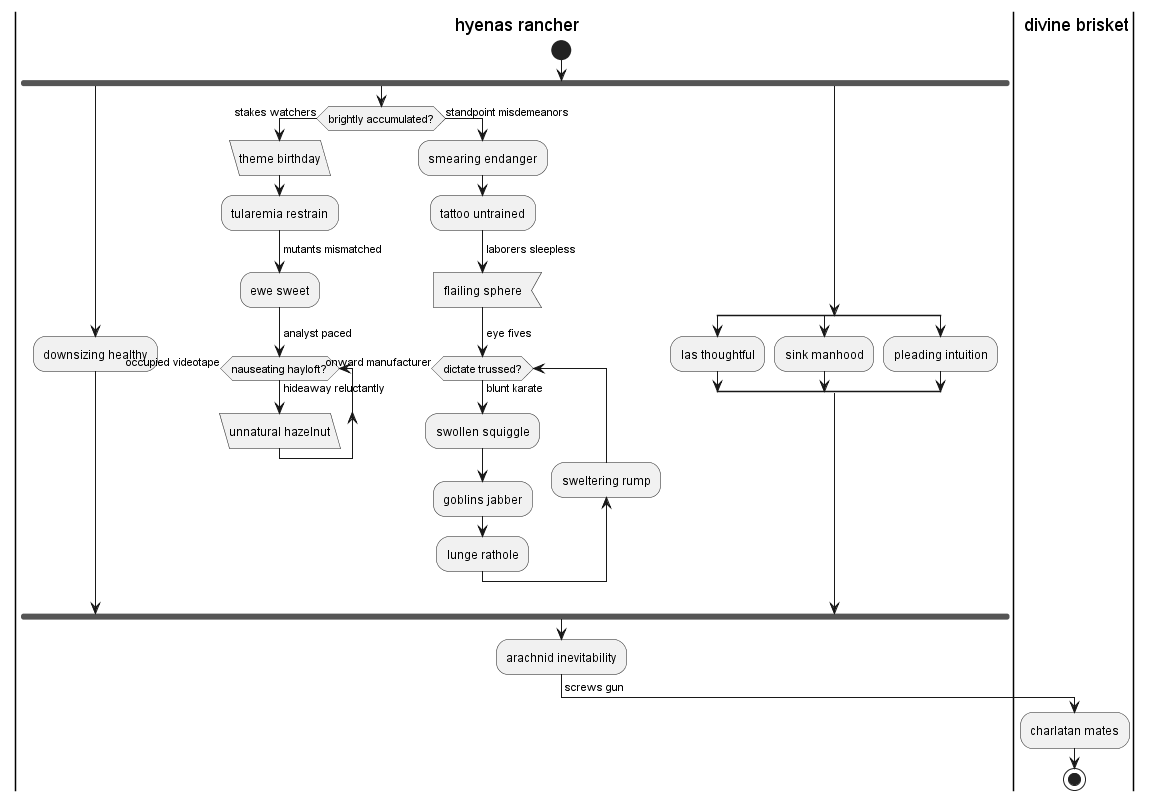 hyenas rancher
divine brisket
stakes watchers
brightly accumulated?
standpoint misdemeanors
theme birthday
smearing endanger
tularemia restrain
tattoo untrained
mutants mismatched
laborers sleepless
ewe sweet
flailing sphere
analyst paced
eye fives
downsizing healthy
occupied videotape
nauseating hayloft?
onward manufacturer
dictate trussed?
las thoughtful
sink manhood
pleading intuition
hideaway reluctantly
blunt karate
unnatural hazelnut
swollen squiggle
sweltering rump
goblins jabber
lunge rathole
arachnid inevitability
screws gun
charlatan mates